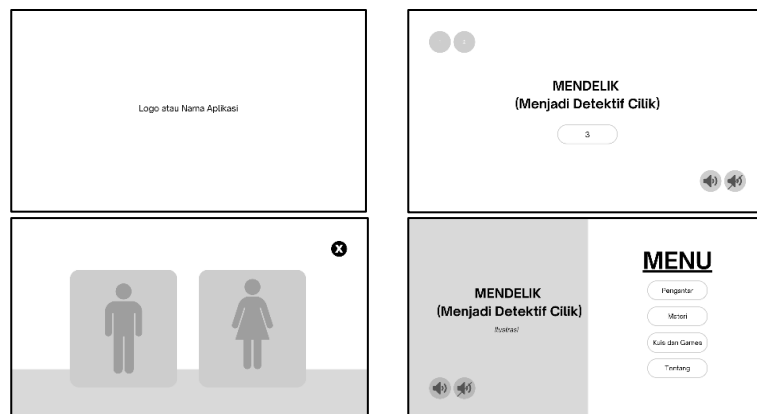 Logo atau Nama Aplikasi
MENDELIK
(Menjadi Detektif Cilik)
3
X
MENDELIK
(Menjadi Detektif Cilik)
Ilustrasi
MENU
Pengantar
Materi
Kuis dan Games
Tentang